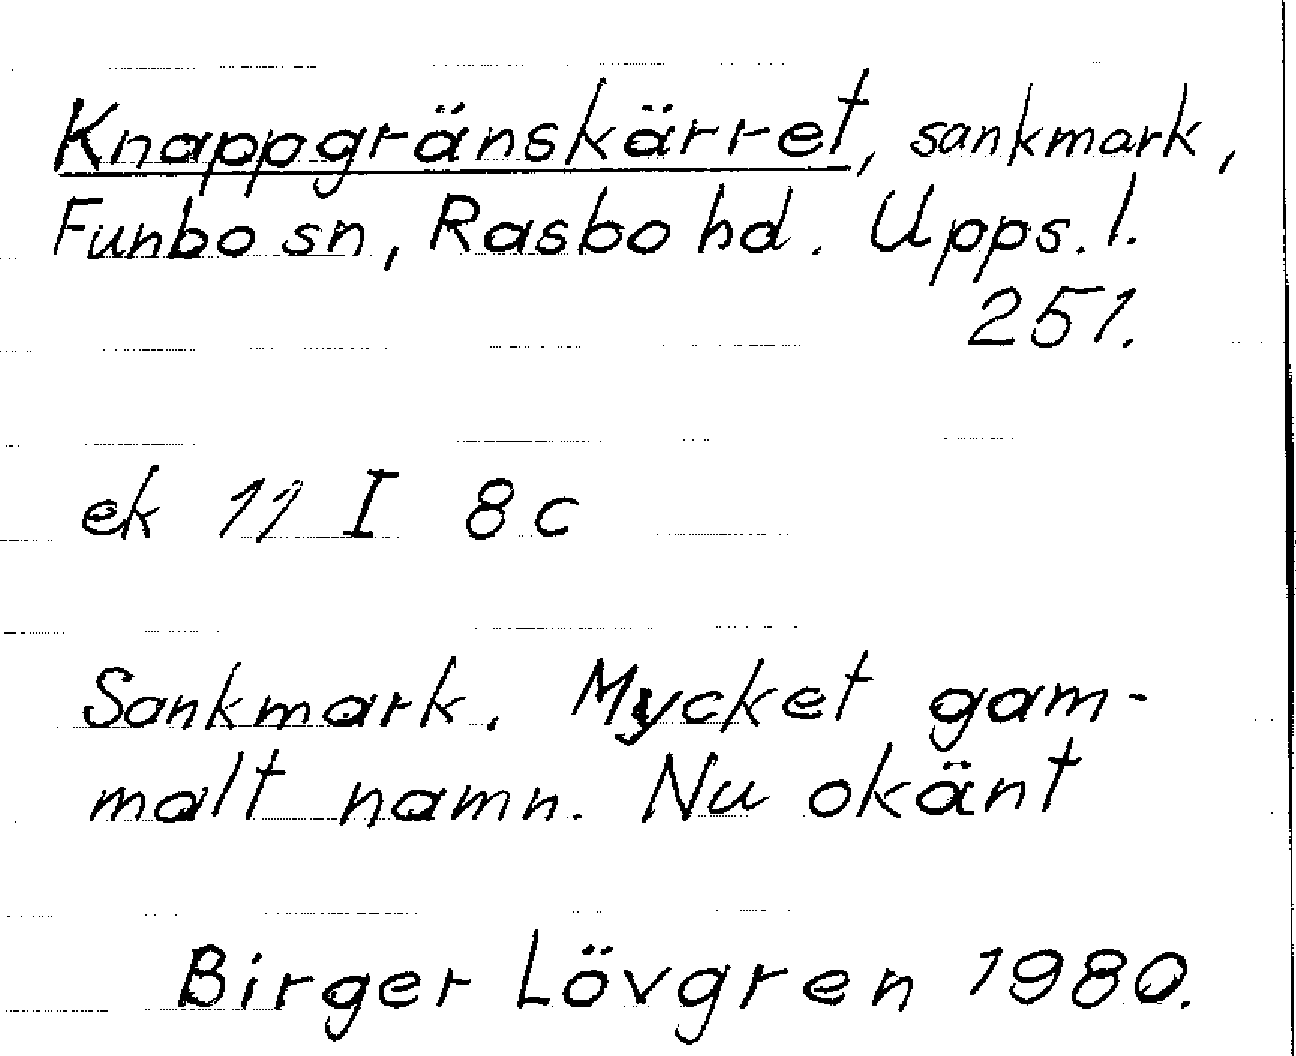 Knappgränskärret, sankmark,
Funbo sn, Rasbo hd. Upps. l.
251.
ek 11 I 8 c
Sankmark. Mycket gam-
malt namn. Nu okänt
Birger Lövgren 1980.